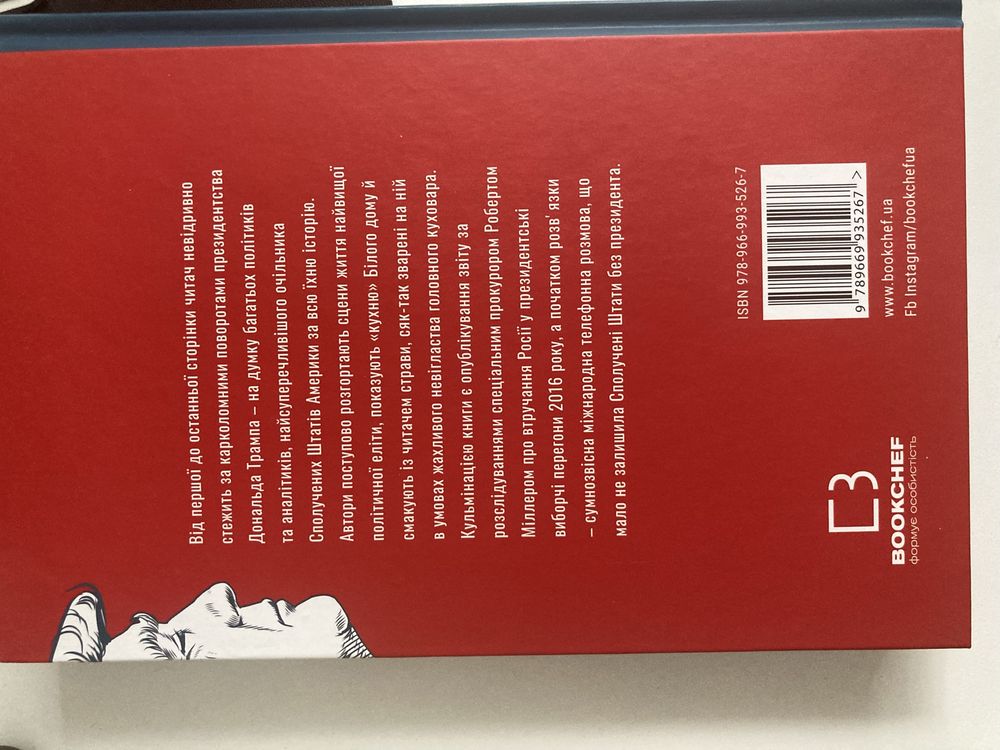 Від першої до останньої сторінки читач невідривно
стежить за карколомними поворотами президентства
Дональда Трампа – на думку багатьох політиків
та аналітиків, найсуперечливішого очільника
Сполучених Штатів Америки за всю їхню історію.
Автори поступово розгортають сцени життя найвищої
політичної еліти, показують «кухню» Білого дому й
смакують із читачем страви, сяк-так зварені на ній
в умовах жахливого невігластва головного куховара.
Кульмінацією книги є опублікування звіту за
розслідуваннями спеціальним прокурором Робертом
Міллером про втручання Росії у президентські
виборчі перегони 2016 року, а початком розв'язки
– сумнозвісна міжнародна телефонна розмова, що
мало не залишила Сполучені Штати без президента.
BOOKCHEF
формує особистість
ISBN 978-966-993-526-7
9 789669 935267 >
www.bookchef.ua
Fb Instagram/bookchefua